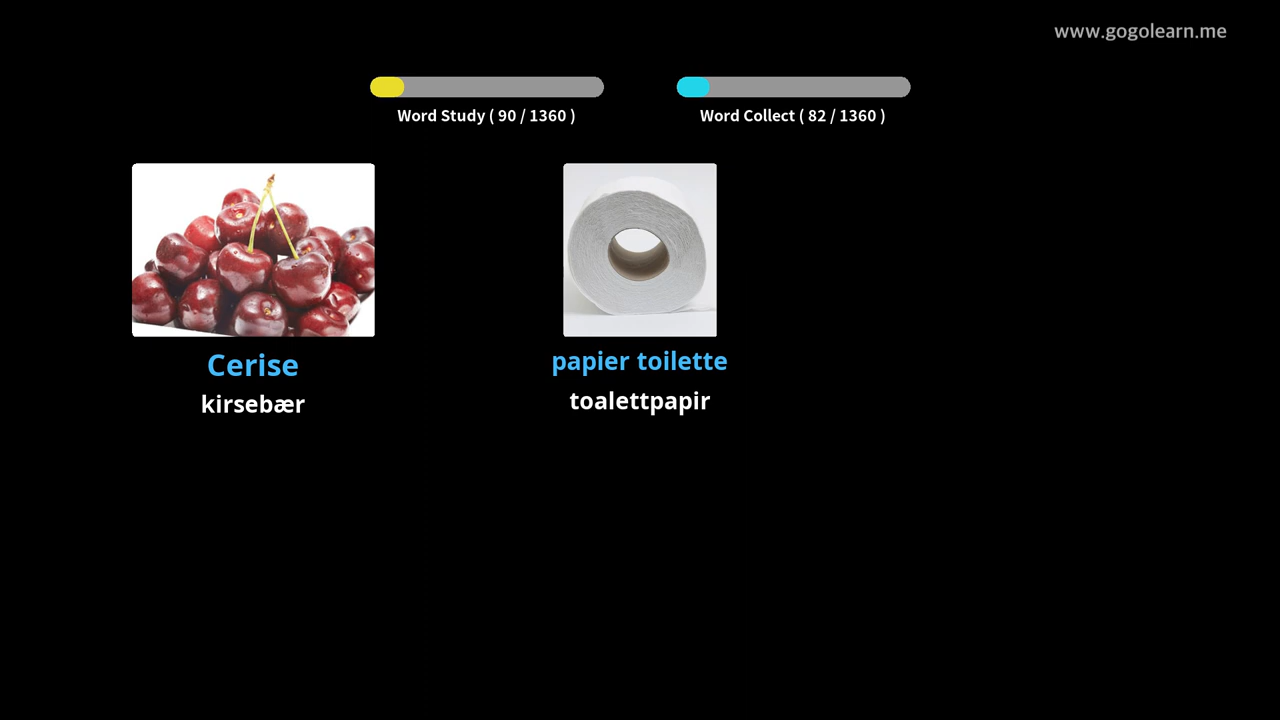 www.gogolearn.me
Word Study ( 90 / 1360 )
Word Collect ( 82 / 1360 )
Cerise
kirsebær
papier toilette
toalettpapir